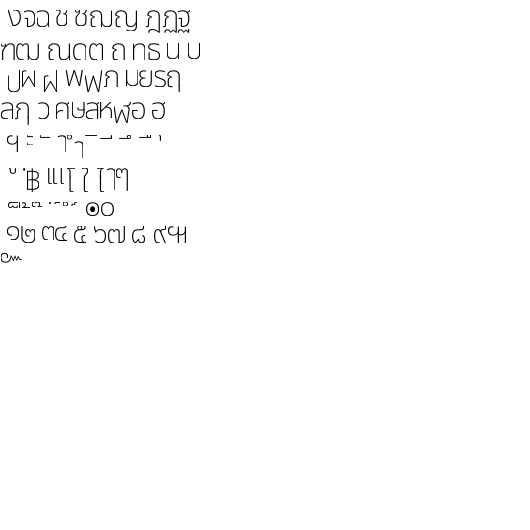 งจฉ ช ซฌญ ฎฏฐ
ฑฒ ณดต ถ ทธ น บ
ปผ ฝ พฟภ มยรฤ
ลฦ ว ศษสหฬอ ฮ
ฯ ะ ั า ำ ิ ี ึ ื ุ
ู ฺ ฿ เแโ ใ ไ ๅๆ
๏๐
๑๒ ๓๔ ๕ ๖๗ ๘ ๙ฯ
๛